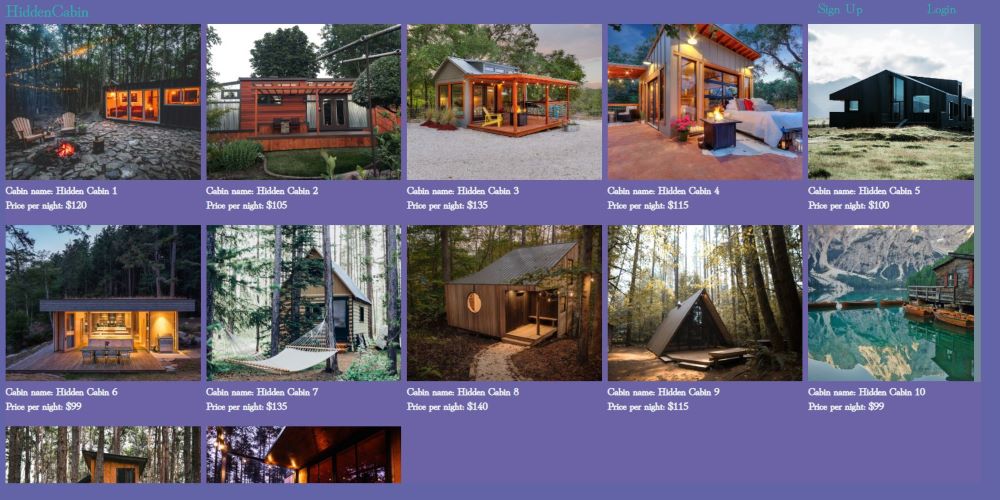 HiddenCabin
Sign Up
Login
Cabin name: Hidden Cabin 1
Price per night: $120
Cabin name: Hidden Cabin 2
Price per night: $105
Cabin name: Hidden Cabin 3
Price per night: $135
Cabin name: Hidden Cabin 4
Price per night: $115
Cabin name: Hidden Cabin 5
Price per night: $100
Cabin name: Hidden Cabin 6
Price per night: $99
Cabin name: Hidden Cabin 7
Price per night: $135
Cabin name: Hidden Cabin 8
Price per night: $140
Cabin name: Hidden Cabin 9
Price per night: $115
Cabin name: Hidden Cabin 10
Price per night: $99